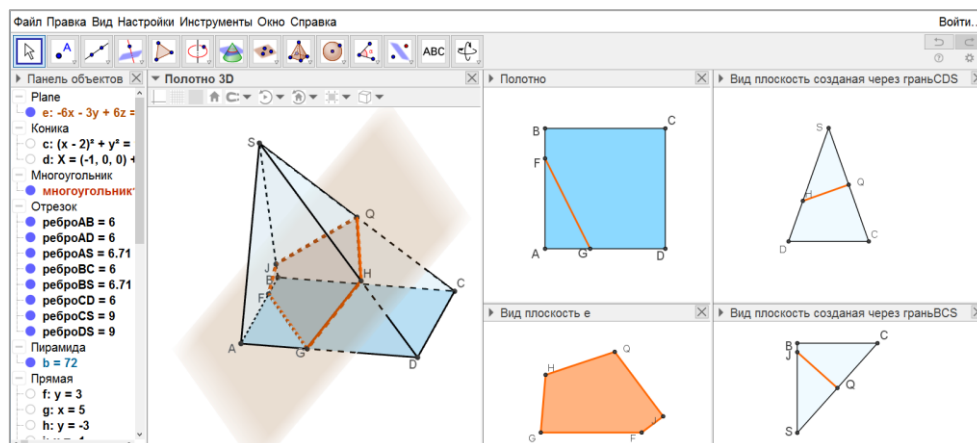 Файл Правка Вид Настройки Инструменты Окно Справка
Войти...
ABC
Панель объектов
Plane
e: -6x - 3y + 6z =
Коника
c: (x - 2)² + y² =
d: X = (-1, 0, 0) +
Многоугольник
многоугольник
Отрезок
реброAB = 6
реброAD = 6
реброAS = 6.71
реброBC = 6
реброBS = 6.71
реброCD = 6
реброCS = 9
реброDS = 9
Пирамида
b = 72
Прямая
f: y = 3
g: x = 5
h: y = -3
Полотно 3D
S
Q
J
B
H
C
F
A
G
D
Полотно
B
C
F
A
G
D
Вид плоскость e
Q
H
J
G
F
Вид плоскость созданая через граньCDS
S
Q
H
D
C
Вид плоскость созданая через граньBCS
B
C
J
Q
S